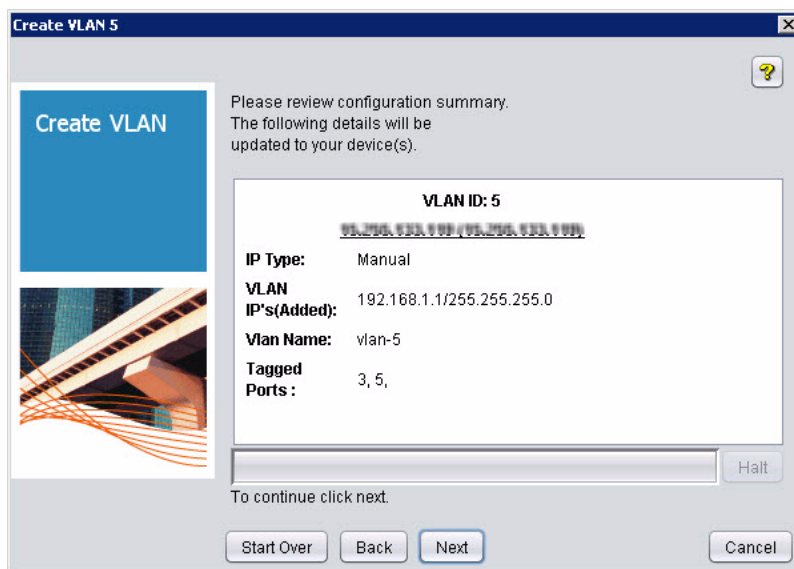 Create VLAN 5
Create VLAN
Please review configuration summary.
The following details will be
updated to your device(s).
VLAN ID: 5
IP Type: Manual
VLAN
IP's(Added): 192.168.1.1/255.255.255.0
Vlan Name: vlan-5
Tagged
Ports : 3, 5,
Halt
To continue click next.
Start Over Back Next Cancel